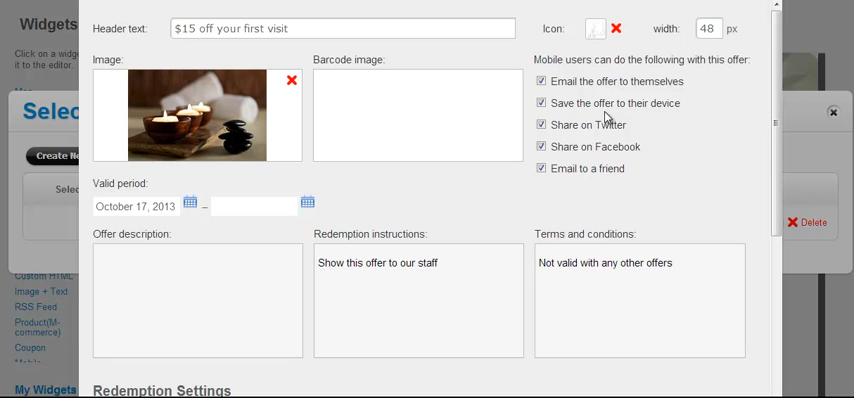 Widgets
Click on a widge
it to the editor.
Selec
Create Ne
Selec
Delete
Custom HTML
Image + Text
RSS Feed
Product(M-
commerce)
Coupon
My Widgets
Header text: $15 off your first visit Icon: width: 48 px
Image: Barcode image: Mobile users can do the following with this offer:
Email the offer to themselves
Save the offer to their device
Share on Twitter
Share on Facebook
Email to a friend
Valid period:
October 17, 2013 –
Offer description: Redemption instructions: Terms and conditions:
Show this offer to our staff Not valid with any other offers
Redemption Settings